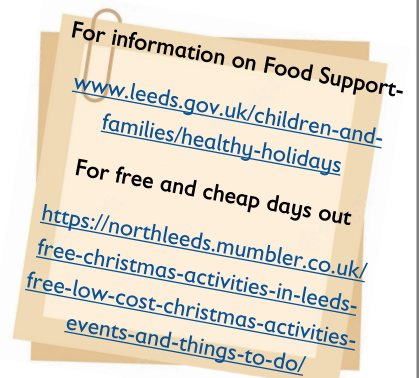 For information on Food Support-
www.leeds.gov.uk/children-and-
families/healthy-holidays
For free and cheap days out
https://northleeds.mumbler.co.uk/
free-christmas-activities-in-leeds-
free-low-cost-christmas-activities-
events-and-things-to-do/